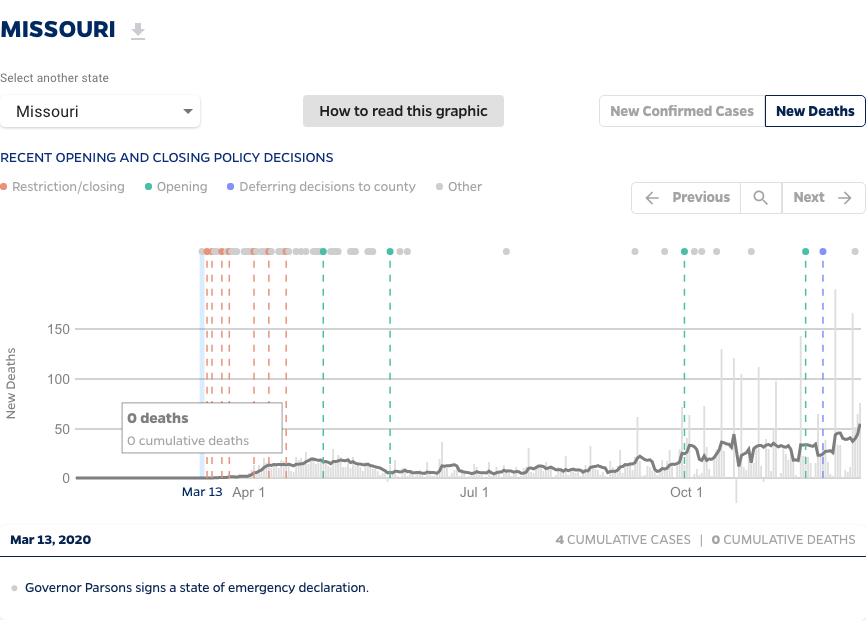 MISSOURI
Select another state
Missouri
How to read this graphic
New Confirmed Cases
New Deaths
RECENT OPENING AND CLOSING POLICY DECISIONS
Restriction/closing
Opening
Deferring decisions to county
Other
Previous
Next
New Deaths
150
100
50
0
0 deaths
0 cumulative deaths
Mar 13
Apr 1
Jul 1
Oct 1
Mar 13, 2020
4 CUMULATIVE CASES | 0 CUMULATIVE DEATHS
Governor Parsons signs a state of emergency declaration.